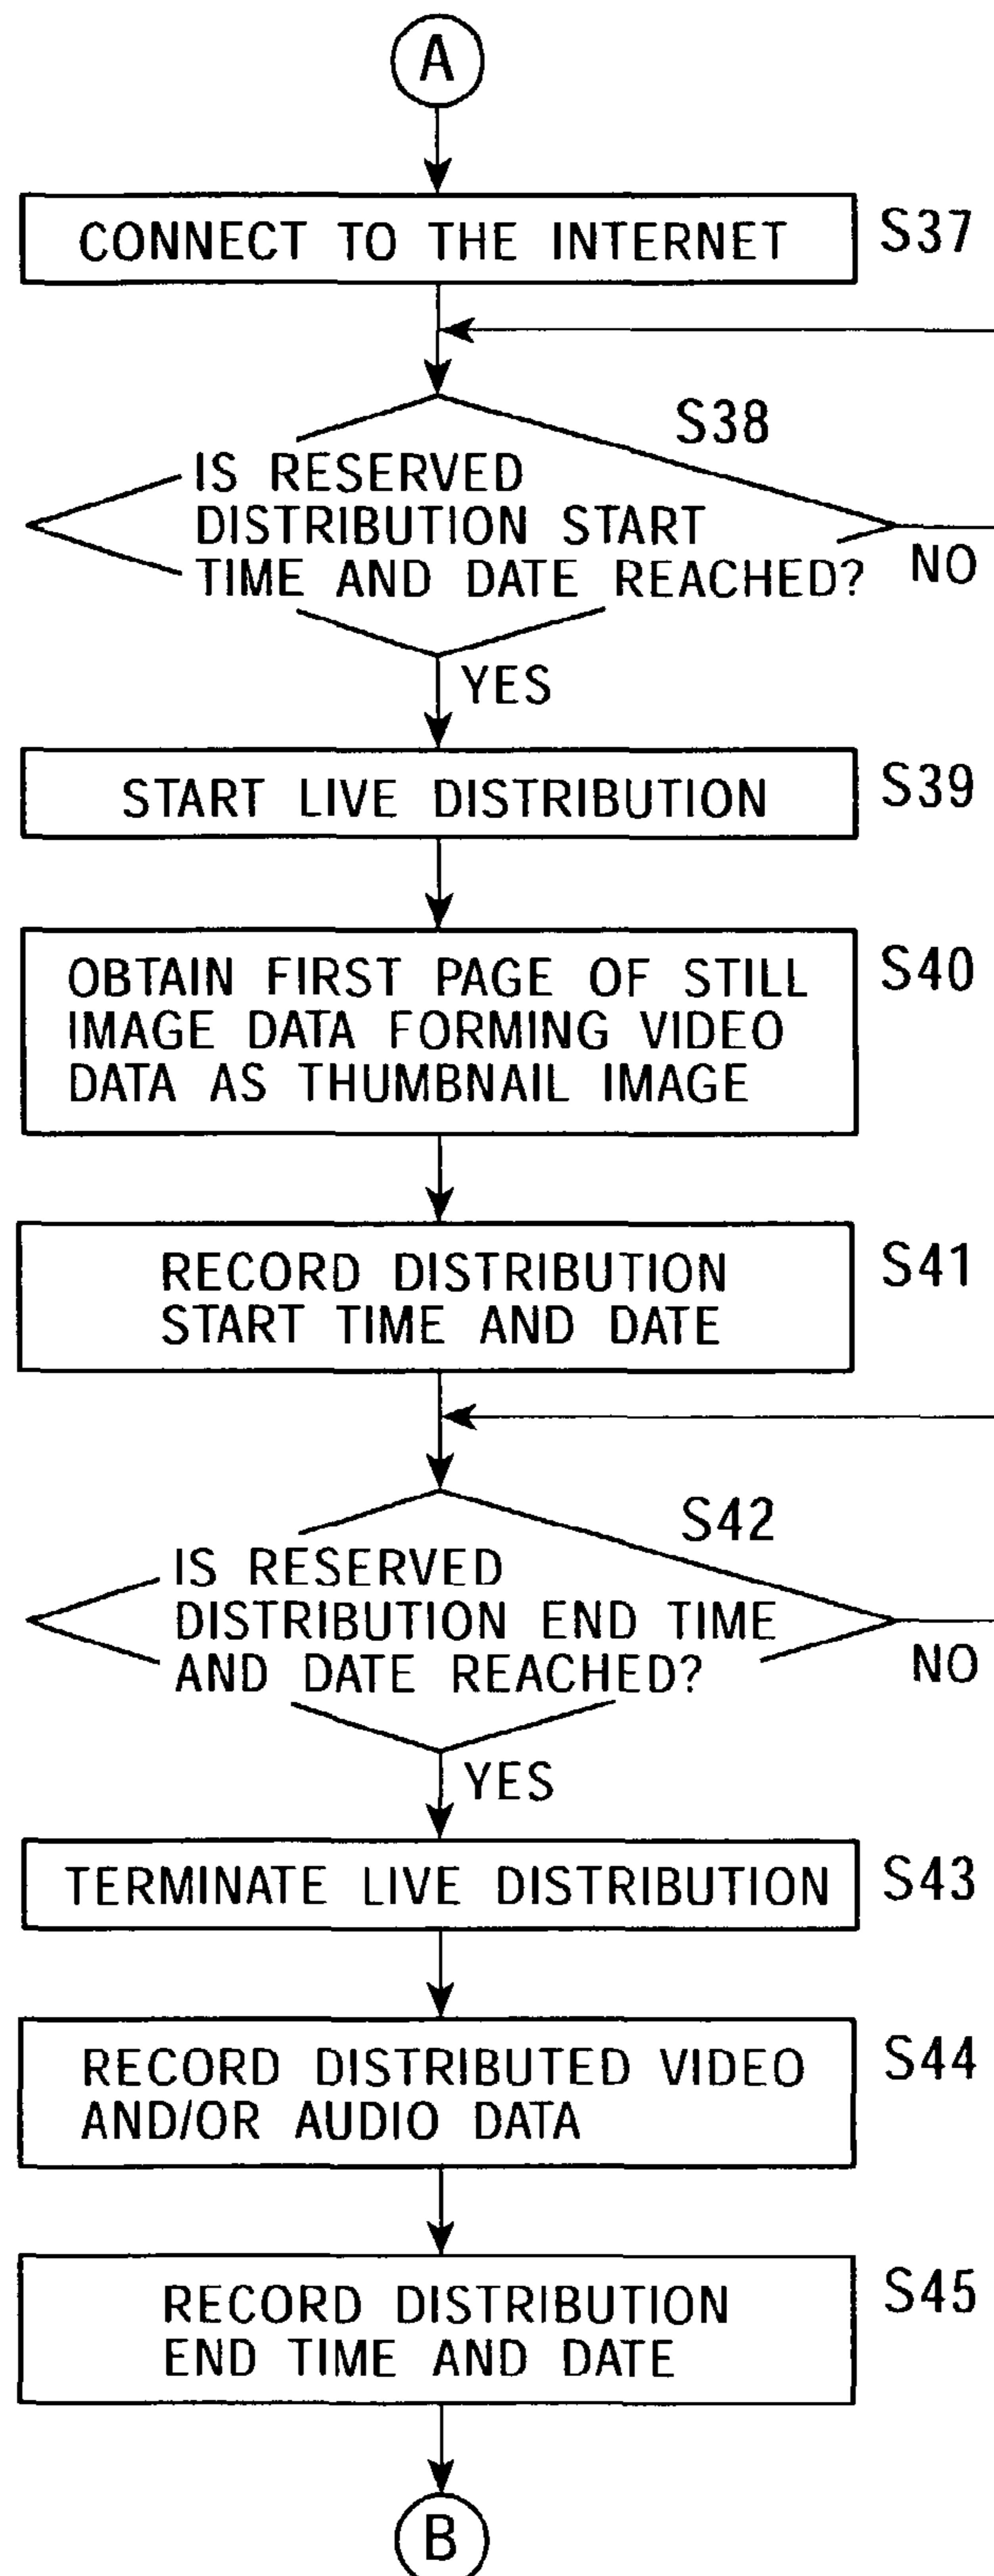 A
CONNECT TO THE INTERNET
S37
S38
IS RESERVED
DISTRIBUTION START
TIME AND DATE REACHED?
NO
YES
START LIVE DISTRIBUTION
S39
OBTAIN FIRST PAGE OF STILL
IMAGE DATA FORMING VIDEO
DATA AS THUMBNAIL IMAGE
S40
RECORD DISTRIBUTION
START TIME AND DATE
S41
S42
IS RESERVED
DISTRIBUTION END TIME
AND DATE REACHED?
NO
YES
TERMINATE LIVE DISTRIBUTION
S43
RECORD DISTRIBUTED VIDEO
AND/OR AUDIO DATA
S44
RECORD DISTRIBUTION
END TIME AND DATE
S45
B